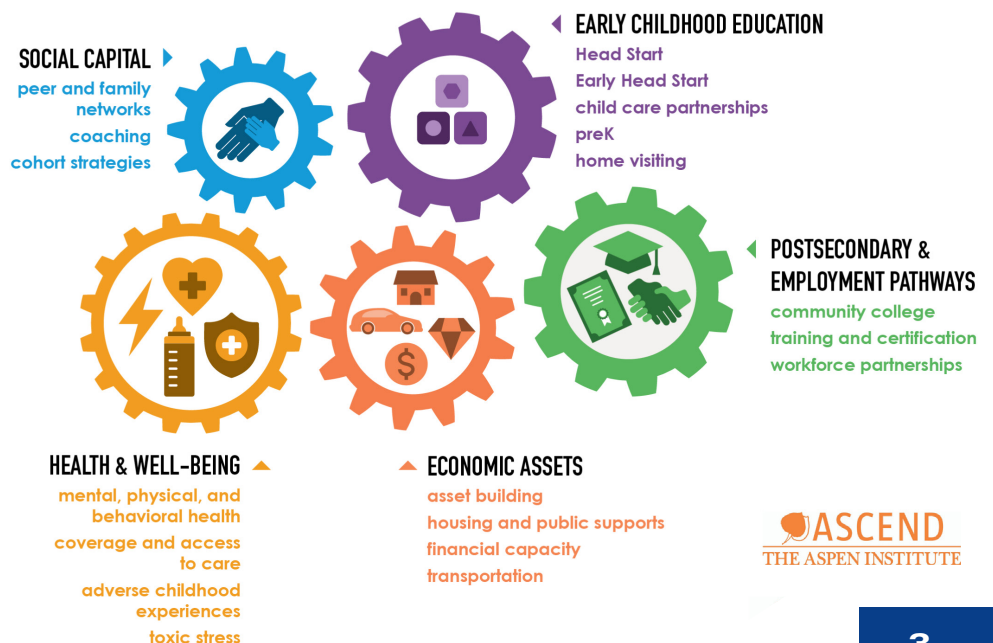 SOCIAL CAPITAL
peer and family
networks
coaching
cohort strategies
EARLY CHILDHOOD EDUCATION
Head Start
Early Head Start
child care partnerships
preK
home visiting
POSTSECONDARY &
EMPLOYMENT PATHWAYS
community college
training and certification
workforce partnerships
HEALTH & WELL-BEING
mental, physical, and
behavioral health
coverage and access
to care
adverse childhood
experiences
toxic stress
ECONOMIC ASSETS
asset building
housing and public supports
financial capacity
transportation
$
ASCEND
THE ASPEN INSTITUTE
3